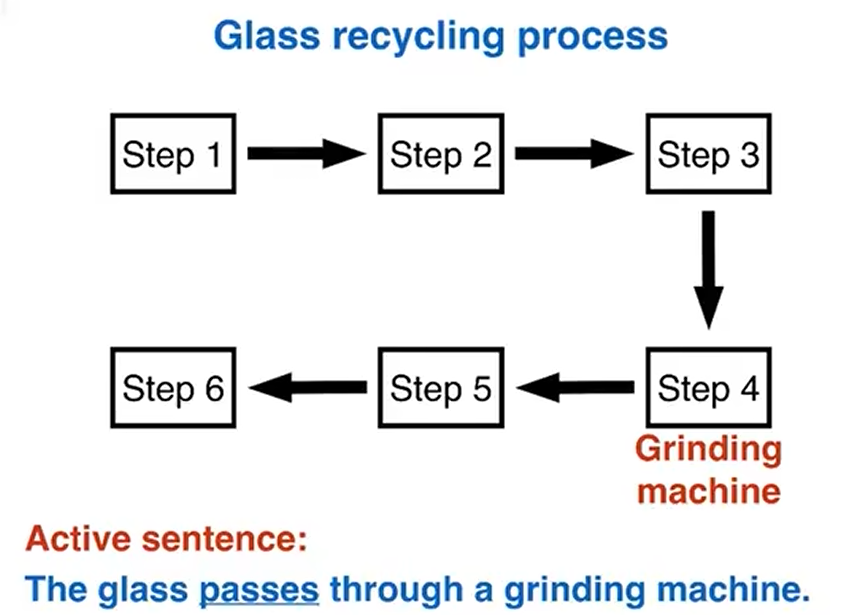 Glass recycling process
Step 1
Step 2
Step 3
Step 4
Grinding
machine
Step 5
Step 6
Active sentence:
The glass passes through a grinding machine.